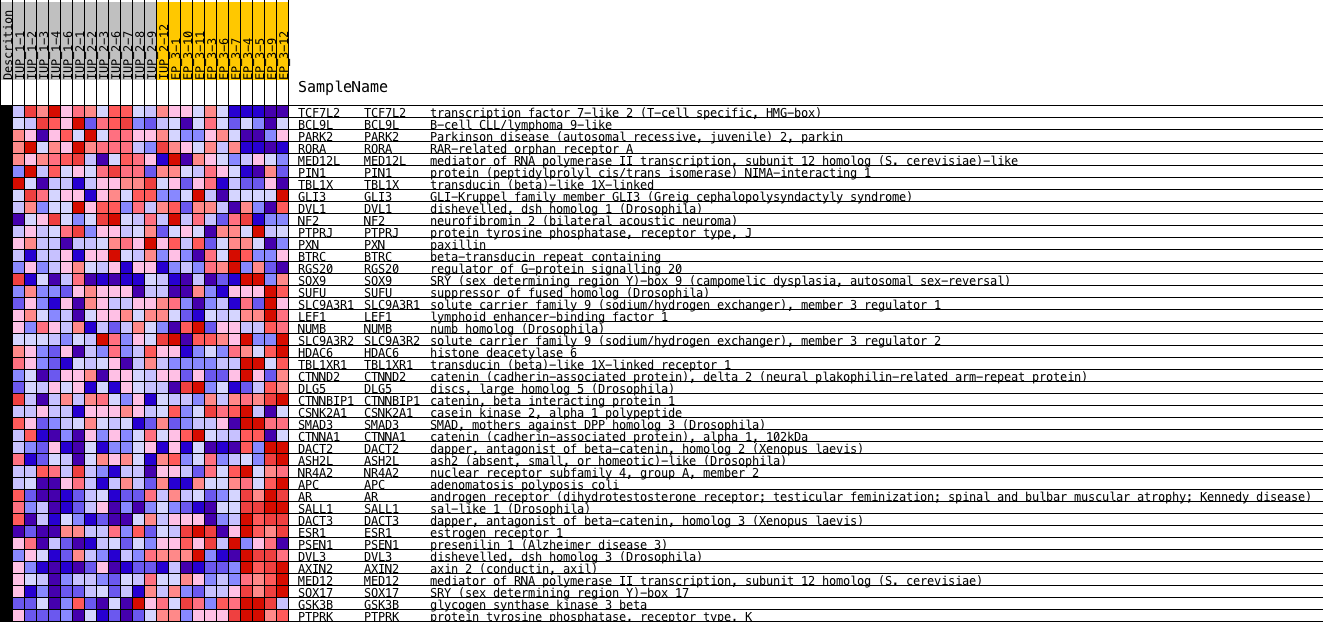 Descrition
IUP_1-1
IUP_1-2
IUP_1-3
IUP_1-4
IUP_1-6
IUP_2-1
IUP_2-2
IUP_2-3
IUP_2-6
IUP_2-7
IUP_2-8
IUP_2-9
IUP_2-12
EP_3-1
EP_3-10
EP_3-11
EP_3-3
EP_3-6
EP_3-7
EP_3-4
EP_3-5
EP_3-9
EP_3-12
SampleName
TCF7L2 TCF7L2 transcription factor 7-like 2 (T-cell specific, HMG-box)
BCL9L BCL9L B-cell CLL/lymphoma 9-like
PARK2 PARK2 Parkinson disease (autosomal recessive, juvenile) 2, parkin
RORA RORA RAR-related orphan receptor A
MED12L MED12L mediator of RNA polymerase II transcription, subunit 12 homolog (S. cerevisiae)-like
PIN1 PIN1 protein (peptidylprolyl cis/trans isomerase) NIMA-interacting 1
TBL1X TBL1X transducin (beta)-like 1X-linked
GLI3 GLI3 GLI-Kruppel family member GLI3 (Greig cephalopolysyndactyly syndrome)
DVL1 DVL1 dishevelled, dsh homolog 1 (Drosophila)
NF2 NF2 neurofibromin 2 (bilateral acoustic neuroma)
PTPRJ PTPRJ protein tyrosine phosphatase, receptor type, J
PXN PXN paxillin
BTRC BTRC beta-transducin repeat containing
RGS20 RGS20 regulator of G-protein signalling 20
SOX9 SOX9 SRY (sex determining region Y)-box 9 (campomelic dysplasia, autosomal sex-reversal)
SUFU SUFU suppressor of fused homolog (Drosophila)
SLC9A3R1 SLC9A3R1 solute carrier family 9 (sodium/hydrogen exchanger), member 3 regulator 1
LEF1 LEF1 lymphoid enhancer-binding factor 1
NUMB NUMB numb homolog (Drosophila)
SLC9A3R2 SLC9A3R2 solute carrier family 9 (sodium/hydrogen exchanger), member 3 regulator 2
HDAC6 HDAC6 histone deacetylase 6
TBL1XR1 TBL1XR1 transducin (beta)-like 1X-linked receptor 1
CTNND2 CTNND2 catenin (cadherin-associated protein), delta 2 (neural plakophilin-related arm-repeat protein)
DLG5 DLG5 discs, large homolog 5 (Drosophila)
CTNNBIP1 CTNNBIP1 catenin, beta interacting protein 1
CSNK2A1 CSNK2A1 casein kinase 2, alpha 1 polypeptide
SMAD3 SMAD3 SMAD, mothers against DPP homolog 3 (Drosophila)
CTNNA1 CTNNA1 catenin (cadherin-associated protein), alpha 1, 102kDa
DACT2 DACT2 dapper, antagonist of beta-catenin, homolog 2 (Xenopus laevis)
ASH2L ASH2L ash2 (absent, small, or homeotic)-like (Drosophila)
NR4A2 NR4A2 nuclear receptor subfamily 4, group A, member 2
APC APC adenomatosis polyposis coli
AR AR androgen receptor (dihydrotestosterone receptor; testicular feminization; spinal and bulbar muscular atrophy; Kennedy disease)
SALL1 SALL1 sal-like 1 (Drosophila)
DACT3 DACT3 dapper, antagonist of beta-catenin, homolog 3 (Xenopus laevis)
ESR1 ESR1 estrogen receptor 1
PSEN1 PSEN1 presenilin 1 (Alzheimer disease 3)
DVL3 DVL3 dishevelled, dsh homolog 3 (Drosophila)
AXIN2 AXIN2 axin 2 (conductin, axil)
MED12 MED12 mediator of RNA polymerase II transcription, subunit 12 homolog (S. cerevisiae)
SOX17 SOX17 SRY (sex determining region Y)-box 17
GSK3B GSK3B glycogen synthase kinase 3 beta
PTPRK PTPRK protein tyrosine phosphatase, receptor type, K